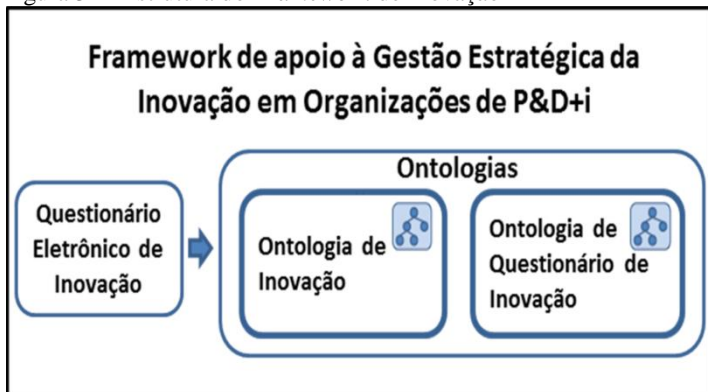 Framework de apoio à Gestão Estratégica da
Inovação em Organizações de P&D+i
Ontologias
Questionário
Eletrônico de
Inovação
Ontologia de
Inovação
Ontologia de
Questionário de
Inovação